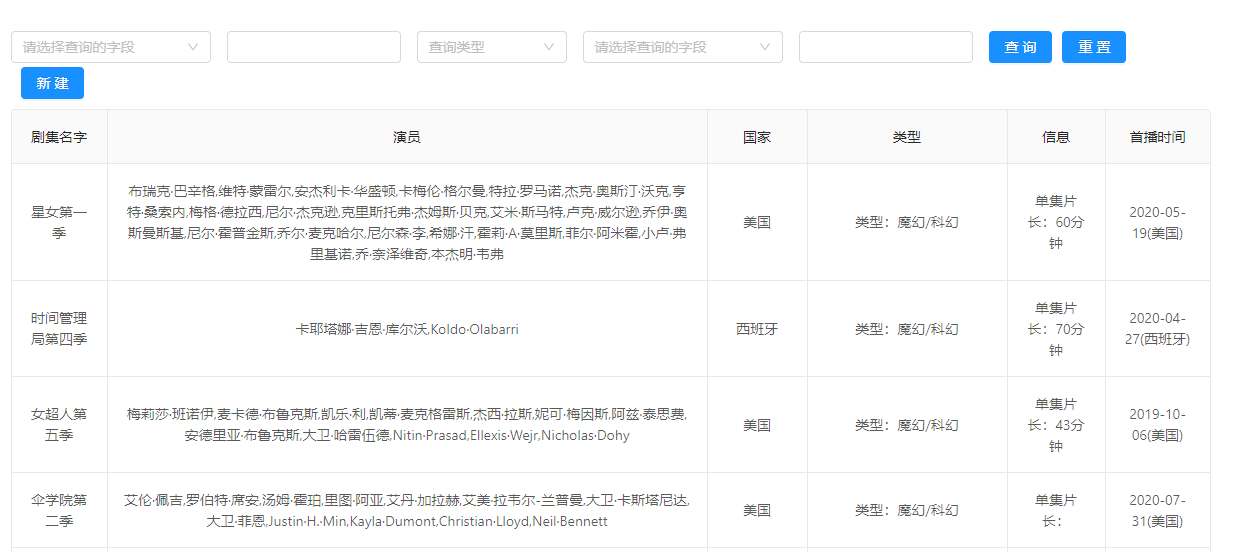 请选择查询的字段 查询类型 请选择查询的字段 查 询 重 置
新 建
剧集名字 演员 国家 类型 信息 首播时间
星女第一
季
布瑞克·巴辛格,维特·蒙雷尔,安杰利卡·华盛顿,卡梅伦·格尔曼,特拉·罗马诺,杰克·奥斯汀·沃克,亨
特·桑索内,梅格·德拉西,尼尔·杰克逊,克里斯托弗·杰姆斯·贝克,艾米·斯马特,卢克·威尔逊,乔伊·奥
斯曼斯基,尼尔·霍普金斯,乔尔·麦克哈尔,尼尔森·李,希娜·汗,霍莉·A·莫里斯,菲尔·阿米霍,小卢·弗
里基诺,乔·奈泽维奇,本杰明·韦弗
美国
类型：魔幻/科幻
单集片
长：60分
钟
2020-05-
19(美国)
时间管理
局第四季
卡耶塔娜·吉恩·库尔沃,Koldo·Olabarri
西班牙
类型：魔幻/科幻
单集片
长：70分
钟
2020-04-
27(西班牙)
女超人第
五季
梅莉莎·班诺伊,麦卡德·布鲁克斯,凯乐·利,凯蒂·麦克格雷斯,杰西·拉斯,妮可·梅因斯,阿兹·泰思费,
安德里亚·布鲁克斯,大卫·哈雷伍德,Nitin·Prasad,Ellexis·Wejr,Nicholas·Dohy
美国
类型：魔幻/科幻
单集片
长：43分
钟
2019-10-
06(美国)
伞学院第
二季
艾伦·佩吉,罗伯特·席安,汤姆·霍珀,里图·阿亚,艾丹·加拉赫,艾美·拉韦尔-兰普曼,大卫·卡斯塔尼达,
大卫·菲恩,Justin·H.·Min,Kayla·Dumont,Christian·Lloyd,Neil·Bennett
美国
类型：魔幻/科幻
单集片
长：
2020-07-
31(美国)